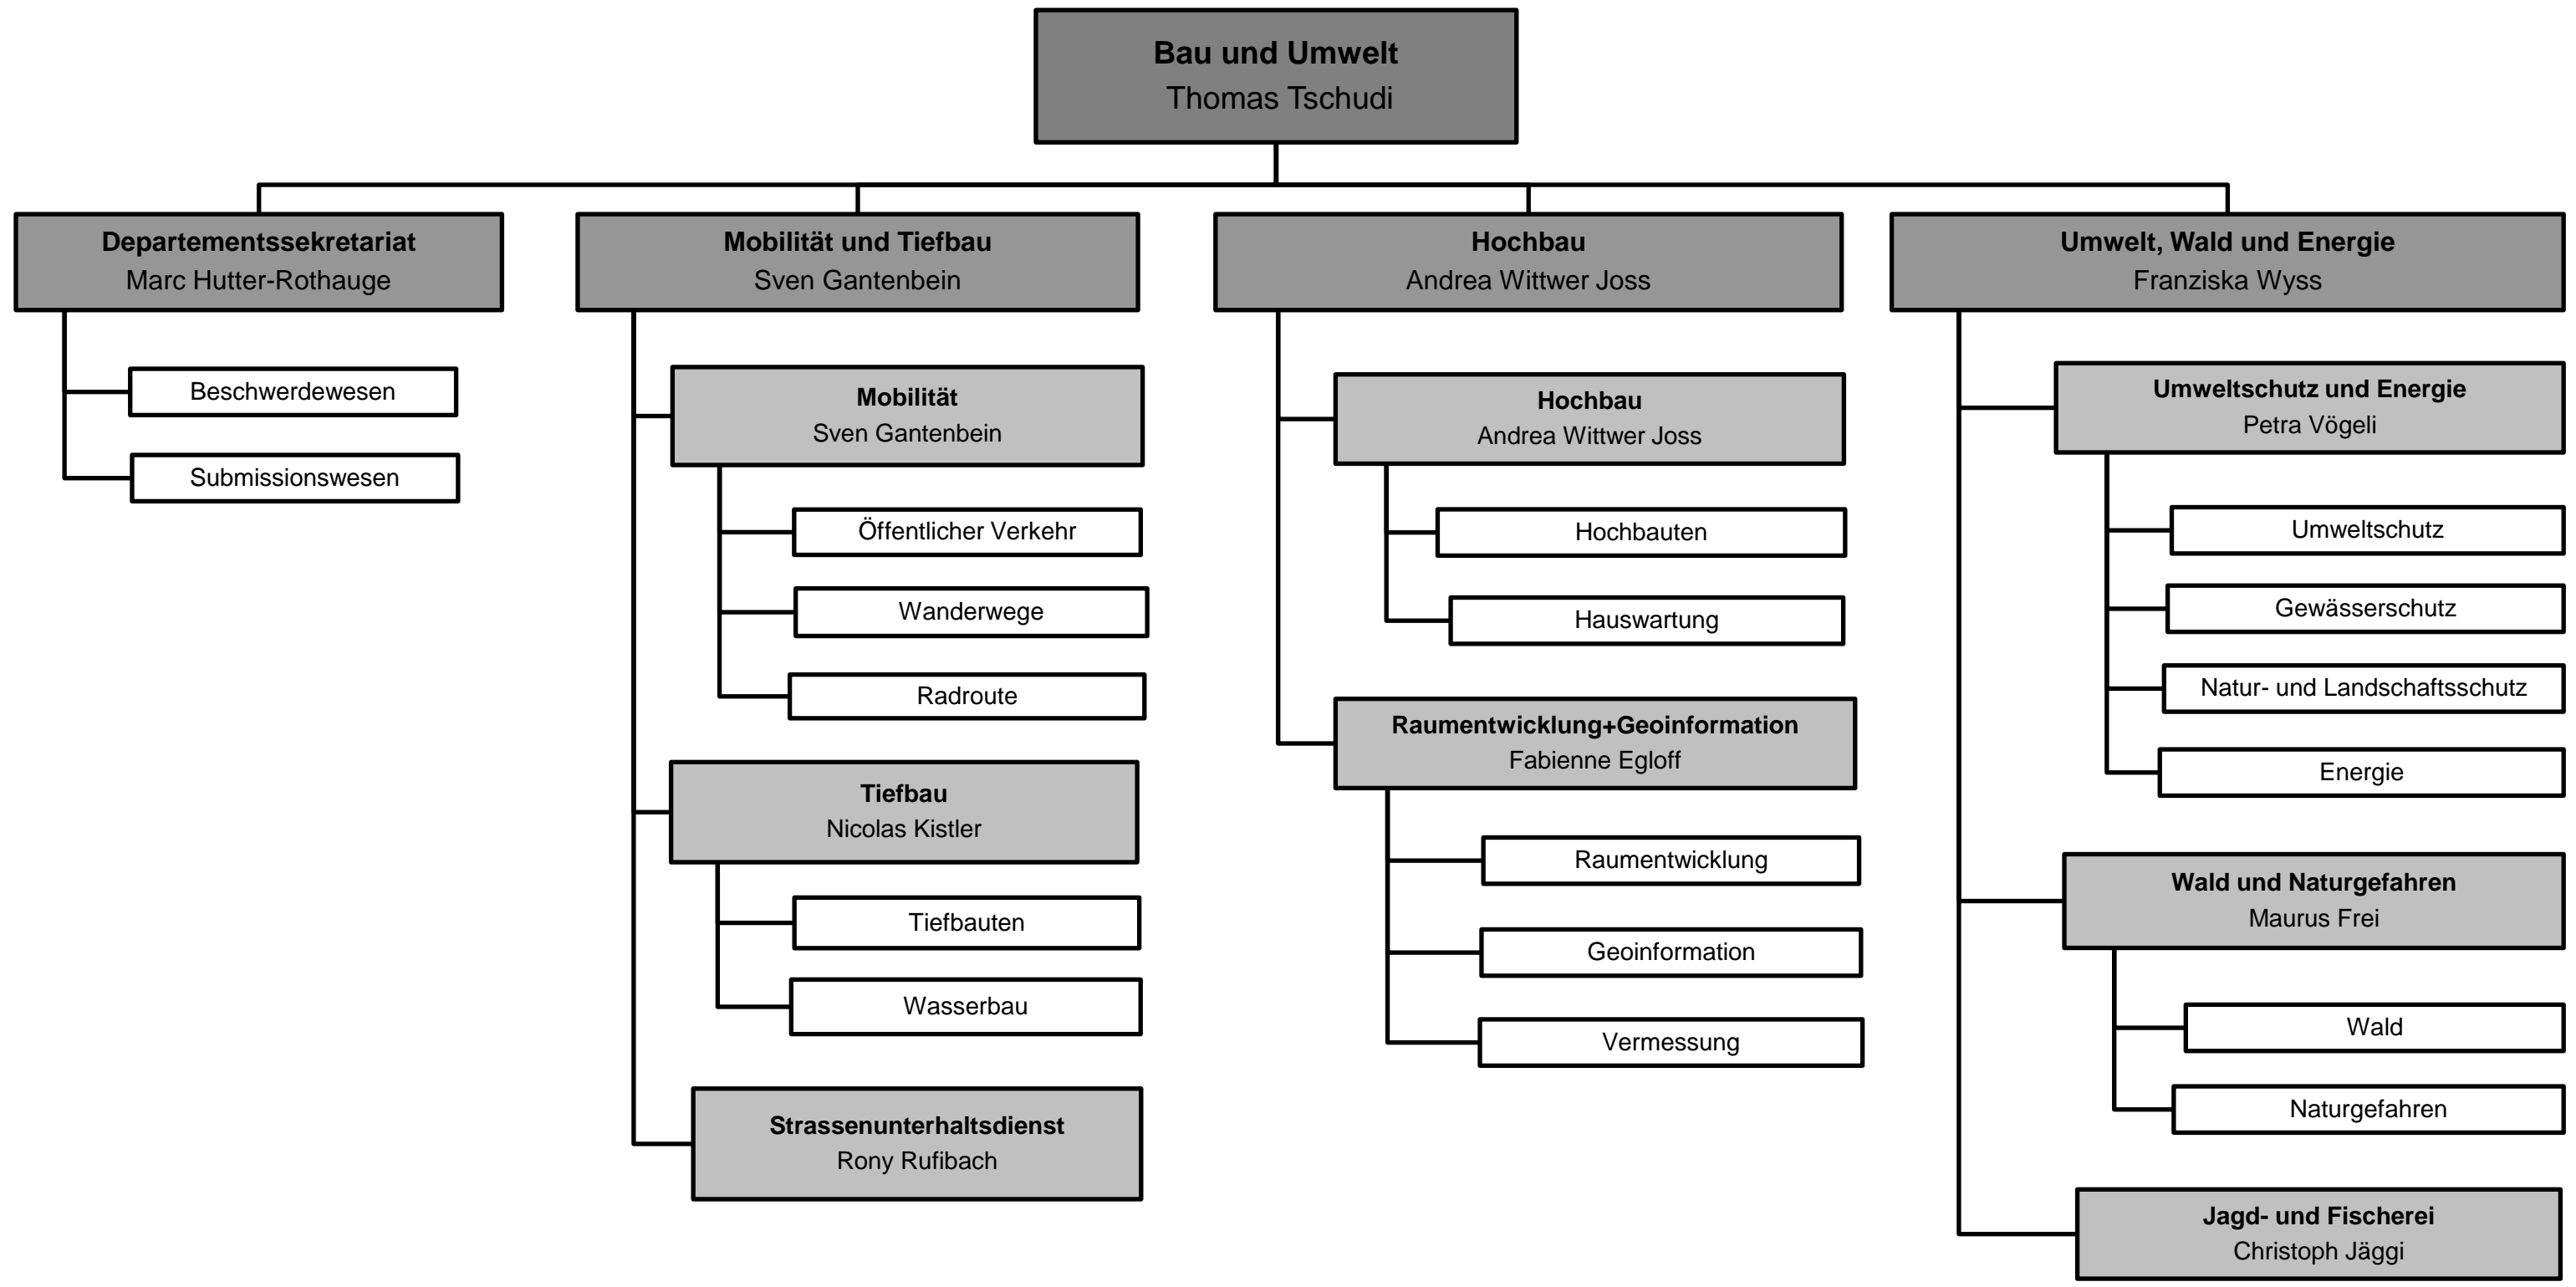 Bau und Umwelt
Thomas Tschudi
Departementssekretariat
Marc Hutter-Rothauge
Beschwerdewesen
Submissionswesen
Mobilität und Tiefbau
Sven Gantenbein
Mobilität
Sven Gantenbein
Öffentlicher Verkehr
Wanderwege
Radroute
Tiefbau
Nicolas Kistler
Tiefbauten
Wasserbau
Strassenunterhaltsdienst
Rony Rufibach
Hochbau
Andrea Wittwer Joss
Hochbau
Andrea Wittwer Joss
Hochbauten
Hauswartung
Raumentwicklung+Geoinformation
Fabienne Egloff
Raumentwicklung
Geoinformation
Vermessung
Umwelt, Wald und Energie
Franziska Wyss
Umweltschutz und Energie
Petra Vögeli
Umweltschutz
Gewässerschutz
Natur- und Landschaftsschutz
Energie
Wald und Naturgefahren
Maurus Frei
Wald
Naturgefahren
Jagd- und Fischerei
Christoph Jäggi